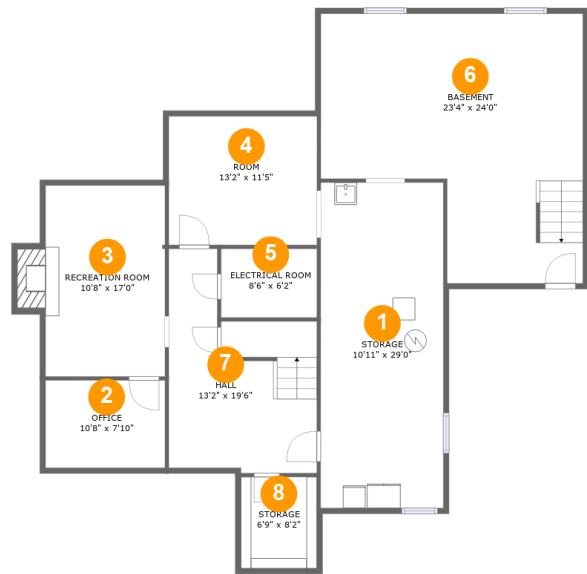 6
BASEMENT
23'4" x 24'0"
4
ROOM
13'2" x 11'5"
3
RECREATION ROOM
10'8" x 17'0"
5
ELECTRICAL ROOM
8'6" x 6'2"
1
STORAGE
10'11" x 29'0"
7
HALL
13'2" x 19'6"
2
OFFICE
10'8" x 7'10"
8
STORAGE
6'9" x 8'2"